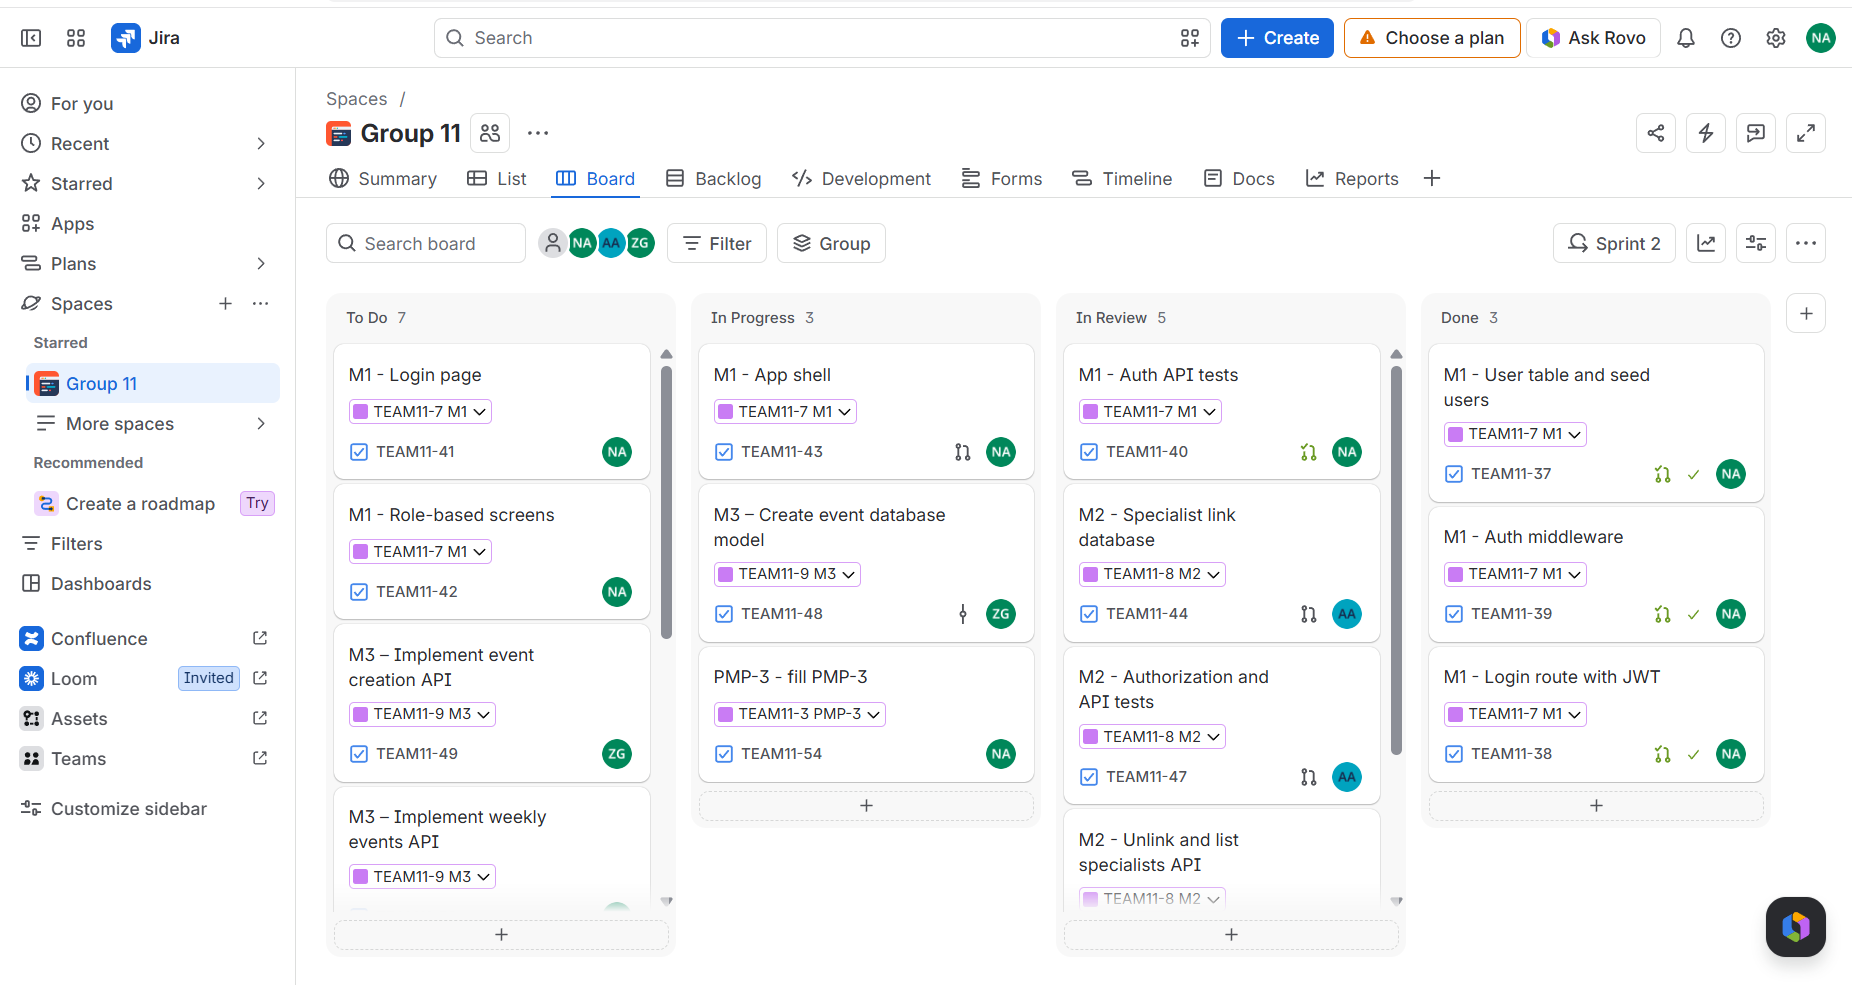 Jira
Search
Create
Choose a plan
Ask Rovo
NA
For you
Recent
Starred
Apps
Plans
Spaces
Starred
Group 11
More spaces
Recommended
Create a roadmap
Try
Filters
Dashboards
Confluence
Loom
Invited
Assets
Teams
Customize sidebar
Spaces /
Group 11
Summary
List
Board
Backlog
Development
Forms
Timeline
Docs
Reports
Search board
NA
AA
ZG
Filter
Group
Sprint 2
To Do 7
M1 - Login page
TEAM11-7 M1
TEAM11-41
NA
M1 - Role-based screens
TEAM11-7 M1
TEAM11-42
NA
M3 – Implement event
creation API
TEAM11-9 M3
TEAM11-49
ZG
M3 – Implement weekly
events API
TEAM11-9 M3
In Progress 3
M1 - App shell
TEAM11-7 M1
TEAM11-43
NA
M3 – Create event database
model
TEAM11-9 M3
TEAM11-48
ZG
PMP-3 - fill PMP-3
TEAM11-3 PMP-3
TEAM11-54
NA
In Review 5
M1 - Auth API tests
TEAM11-7 M1
TEAM11-40
NA
M2 - Specialist link
database
TEAM11-8 M2
TEAM11-44
AA
M2 - Authorization and
API tests
TEAM11-8 M2
TEAM11-47
AA
M2 - Unlink and list
specialists API
TEAM11-8 M2
Done 3
M1 - User table and seed
users
TEAM11-7 M1
TEAM11-37
NA
M1 - Auth middleware
TEAM11-7 M1
TEAM11-39
NA
M1 - Login route with JWT
TEAM11-7 M1
TEAM11-38
NA